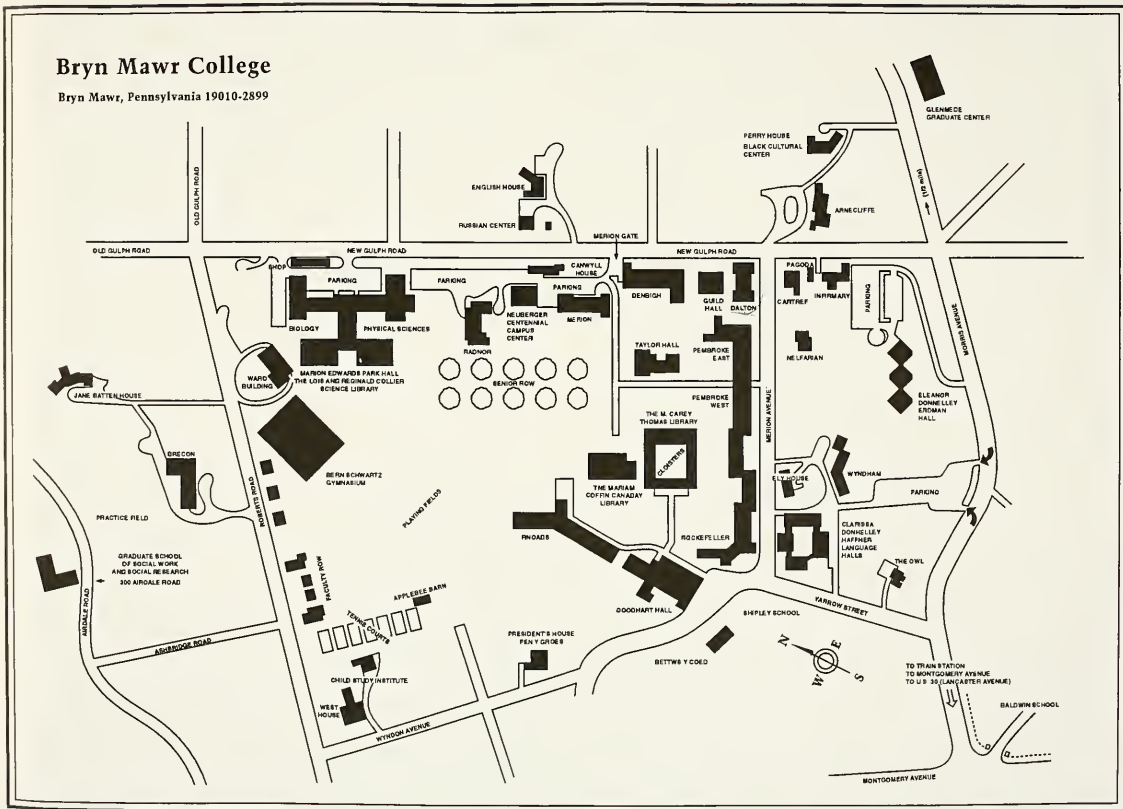 Bryn Mawr College
Bryn Mawr, Pennsylvania 19010-2899
GLENMEDE
GRADUATE CENTER
PERRY HOUSE
BLACK CULTURAL
CENTER
OLD GULPH ROAD
ENGLISH HOUSE
(TO BLUE)
ARNECLIFFE
RUSSIAN CENTER
MERION GATE
OLD GULPH ROAD
NEW GULPH ROAD
NEW GULPH ROAD
SHOP
CANWYLL
HOUSE
PAGODA
PARKING
PARKING
PARKING
DENBIGH
GUILD
HALL
DALTON
CARTREF
INFIRMARY
PARKING
MORRIS AVENUE
BIOLOGY
PHYSICAL SCIENCES
RADNOR
NEUBERGER
CENTENNIAL
CAMPUS
CENTER
MERION
TAYLOR HALL
PEMBROKE
EAST
NELFARIAN
WARD
BUILDING
MARION EDWARDS PARK HALL
THE LOIS AND REGINALD COLLIER
SCIENCE LIBRARY
SENIOR ROW
JANE BATTEN HOUSE
PEMBROKE
WEST
MERION AVENUE
ELEANOR
DONNELLEY
ERDMAN
HALL
THE M. CAREY
THOMAS LIBRARY
CLOISTERS
BRECON
BERN SCHWARTZ
GYMNASIUM
THE MARIAM
COFFIN CANADAY
LIBRARY
ELY HOUSE
WYNDHAM
PARKING
ROBERTS ROAD
PLAYING FIELDS
PRACTICE FIELD
RHOADS
ROCKEFELLER
CLARISSA
DONNELLEY
HAFFNER
LANGUAGE
HALLS
GRADUATE SCHOOL
OF SOCIAL WORK
AND SOCIAL RESEARCH
300 AIRDALE ROAD
FACULTY ROW
THE OWL
APPLEBEE BARN
GOODHART HALL
YARROW STREET
SHIPLEY SCHOOL
AIRDALE ROAD
ASHBRIDGE ROAD
TENNIS COURTS
PRESIDENT'S HOUSE
PEN Y GROES
BETTWS Y COED
N
E
W
S
CHILD STUDY INSTITUTE
TO TRAIN STATION
TO MONTGOMERY AVENUE
TO U.S. 30 (LANCASTER AVENUE)
WEST
HOUSE
WYNDON AVENUE
BALDWIN SCHOOL
MONTGOMERY AVENUE